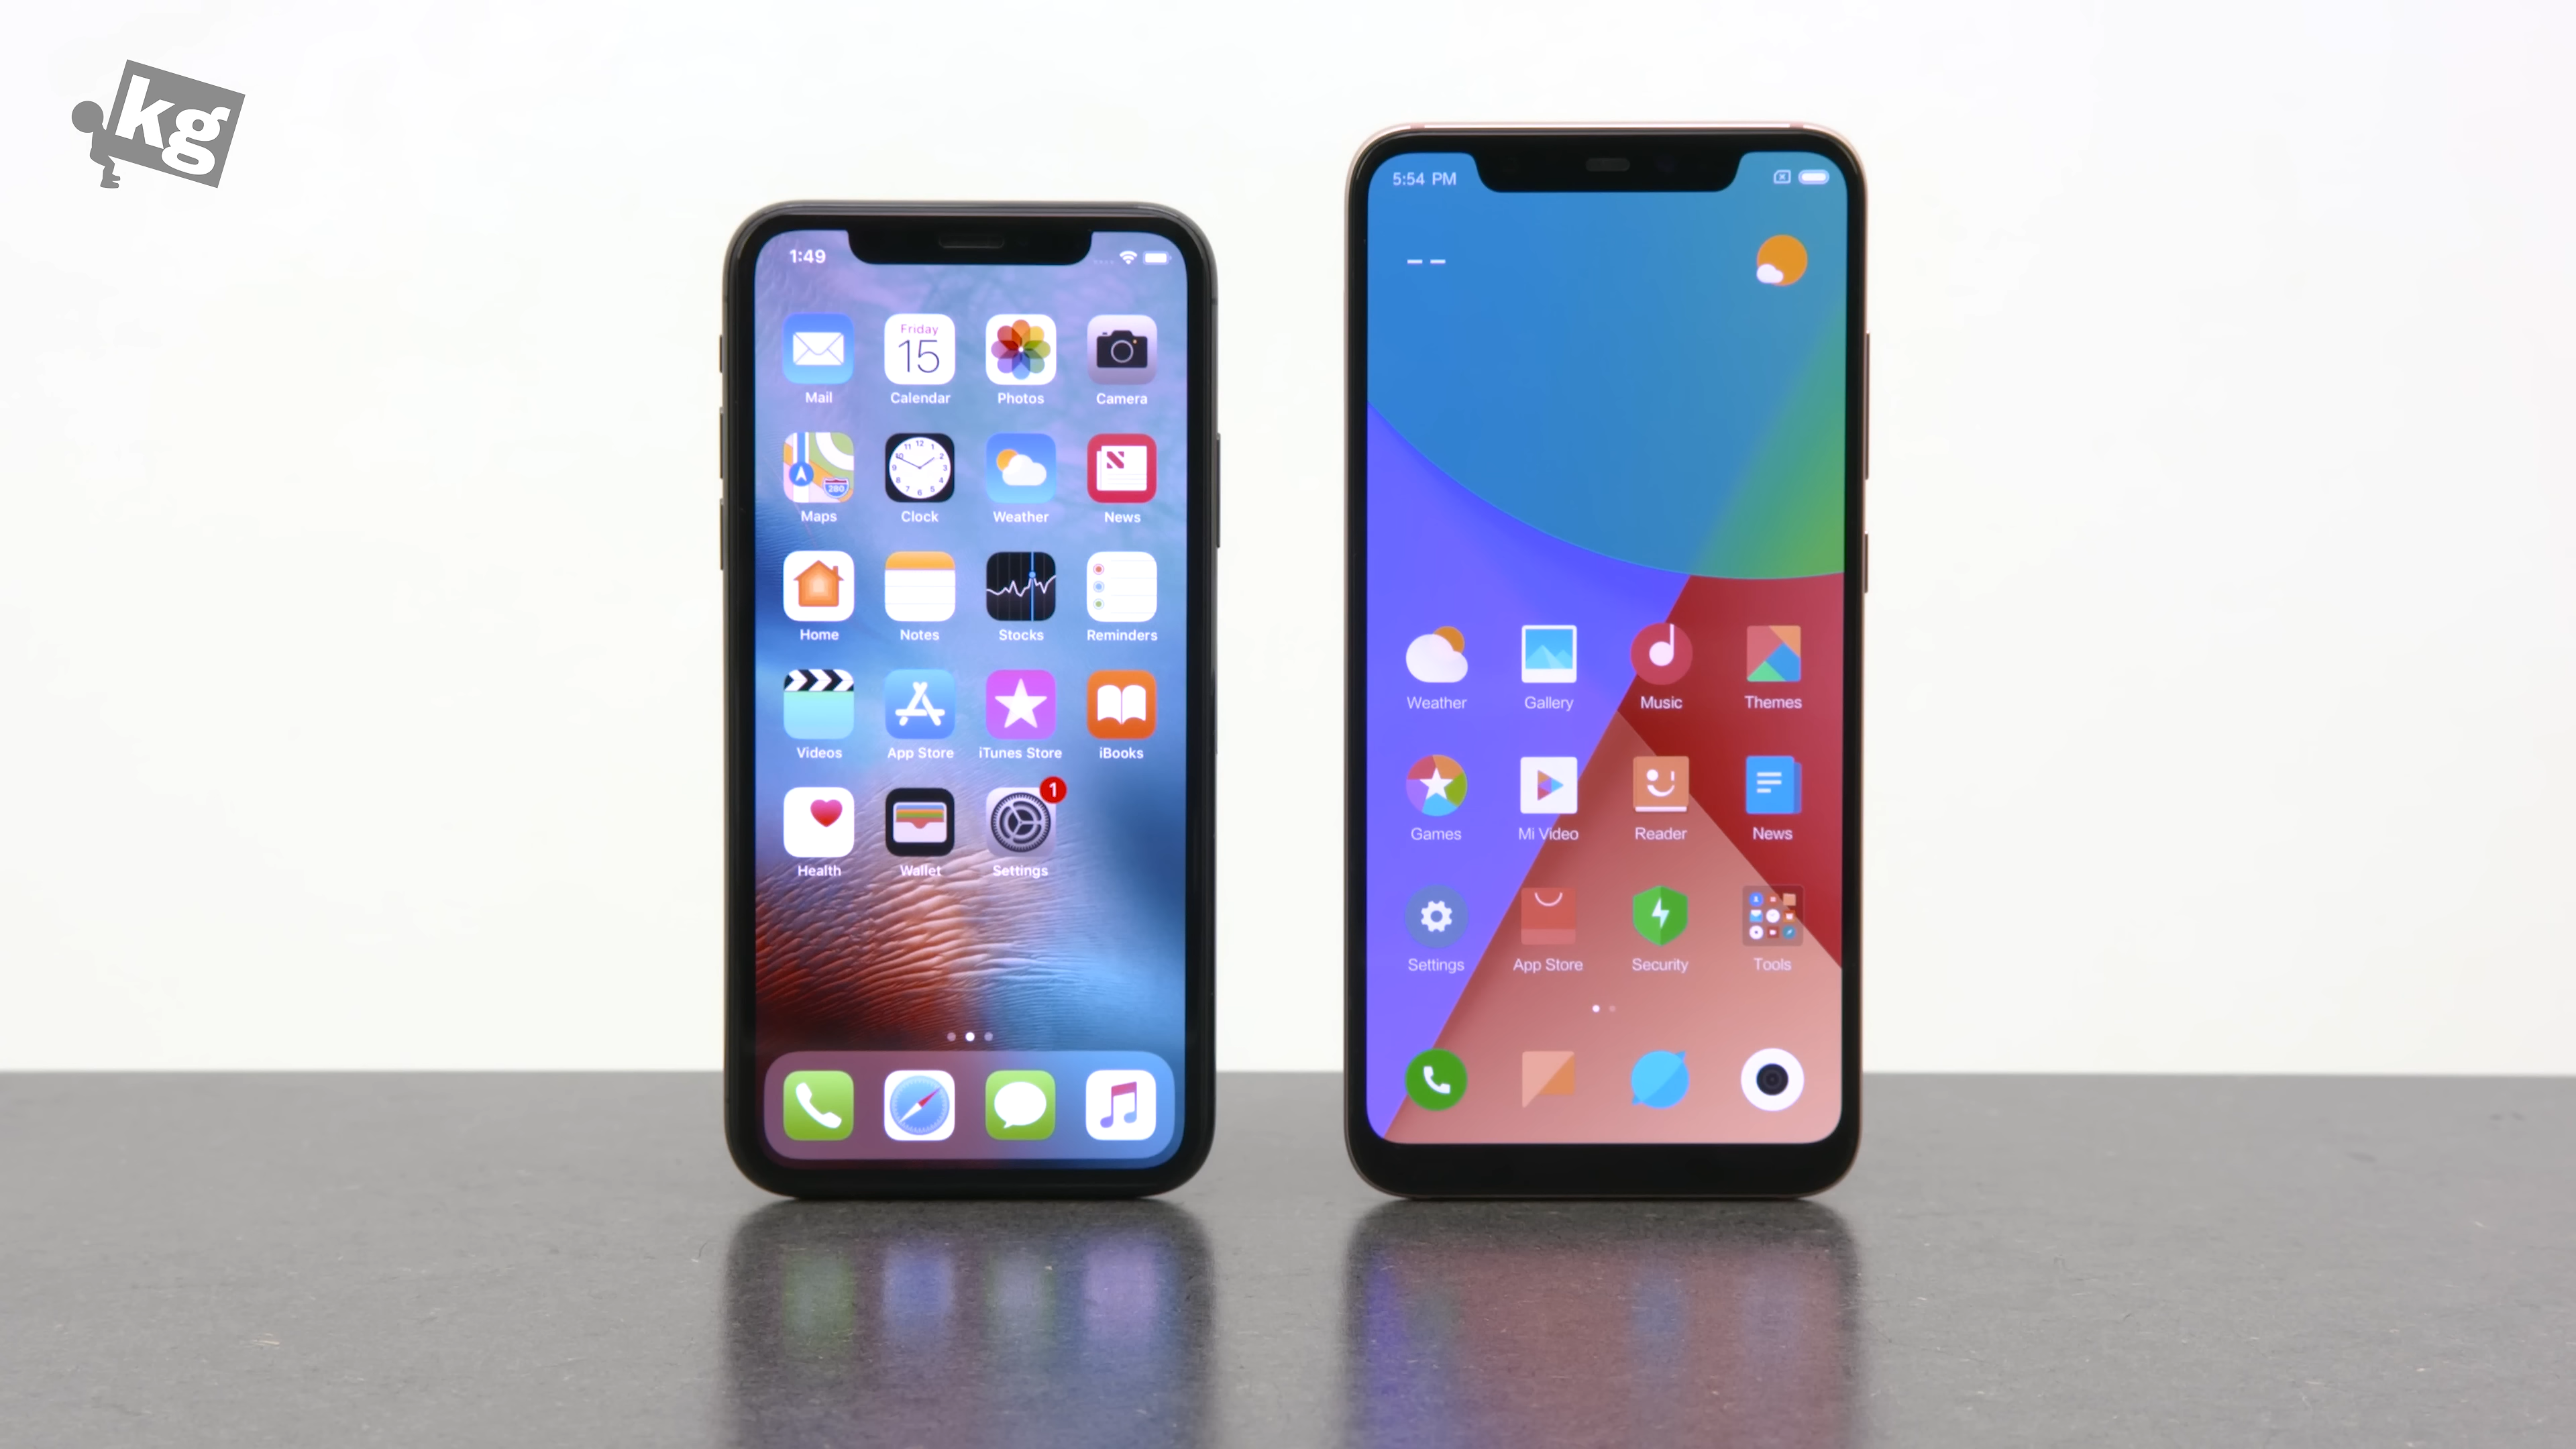 kg
1:49
Friday
15
Mail Calendar Photos Camera
280
Maps Clock Weather News
Home Notes Stocks Reminders
Videos App Store iTunes Store iBooks
1
Health Wallet Settings
5:54 PM
Weather Gallery Music Themes
Games Mi Video Reader News
Settings App Store Security Tools